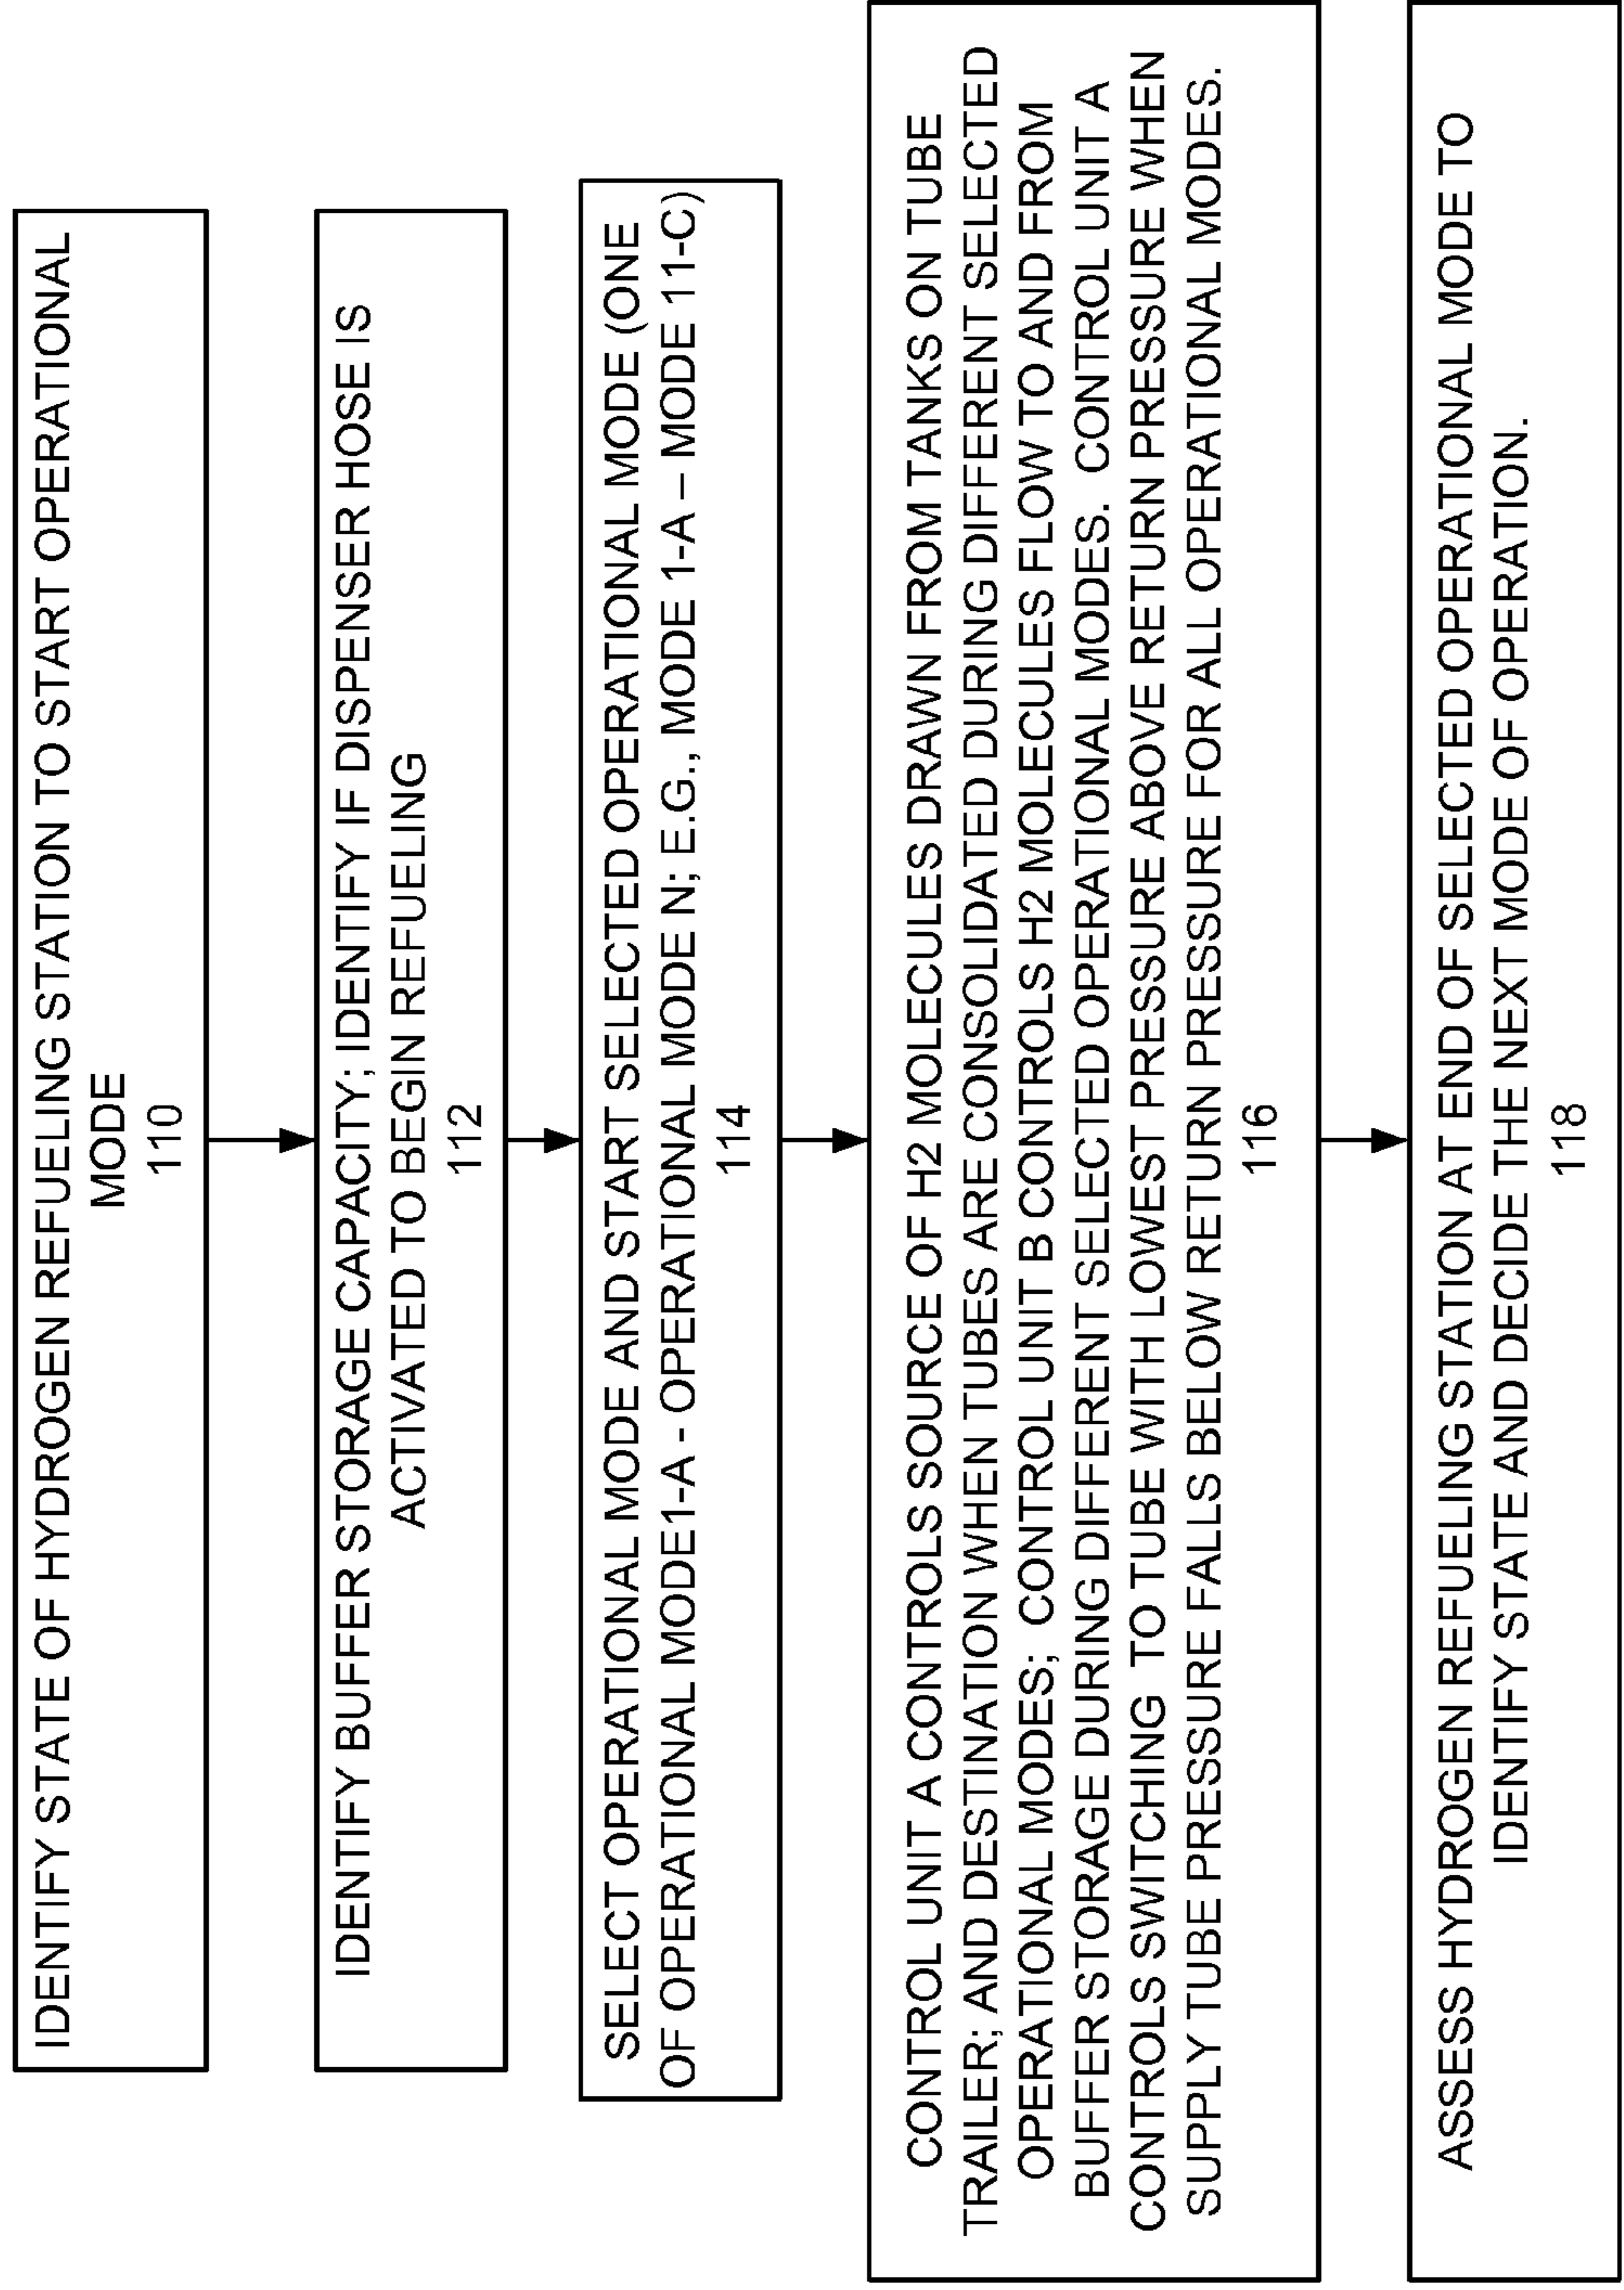 IDENTIFY STATE OF HYDROGEN REFUELING STATION TO START OPERATIONAL
MODE
110
IDENTIFY BUFFER STORAGE CAPACITY; IDENTIFY IF DISPENSER HOSE IS
ACTIVATED TO BEGIN REFUELING
112
SELECT OPERATIONAL MODE AND START SELECTED OPERATIONAL MODE (ONE
OF OPERATIONAL MODE1-A - OPERATIONAL MODE N; E.G., MODE 1-A – MODE 11-C)
114
CONTROL UNIT A CONTROLS SOURCE OF H2 MOLECULES DRAWN FROM TANKS ON TUBE
TRAILER; AND DESTINATION WHEN TUBES ARE CONSOLIDATED DURING DIFFERENT SELECTED
OPERATIONAL MODES; CONTROL UNIT B CONTROLS H2 MOLECULES FLOW TO AND FROM
BUFFER STORAGE DURING DIFFERENT SELECTED OPERATIONAL MODES. CONTROL UNIT A
CONTROLS SWITCHING TO TUBE WITH LOWEST PRESSURE ABOVE RETURN PRESSURE WHEN
SUPPLY TUBE PRESSURE FALLS BELOW RETURN PRESSURE FOR ALL OPERATIONAL MODES.
116
ASSESS HYDROGEN REFUELING STATION AT END OF SELECTED OPERATIONAL MODE TO
IDENTIFY STATE AND DECIDE THE NEXT MODE OF OPERATION.
118